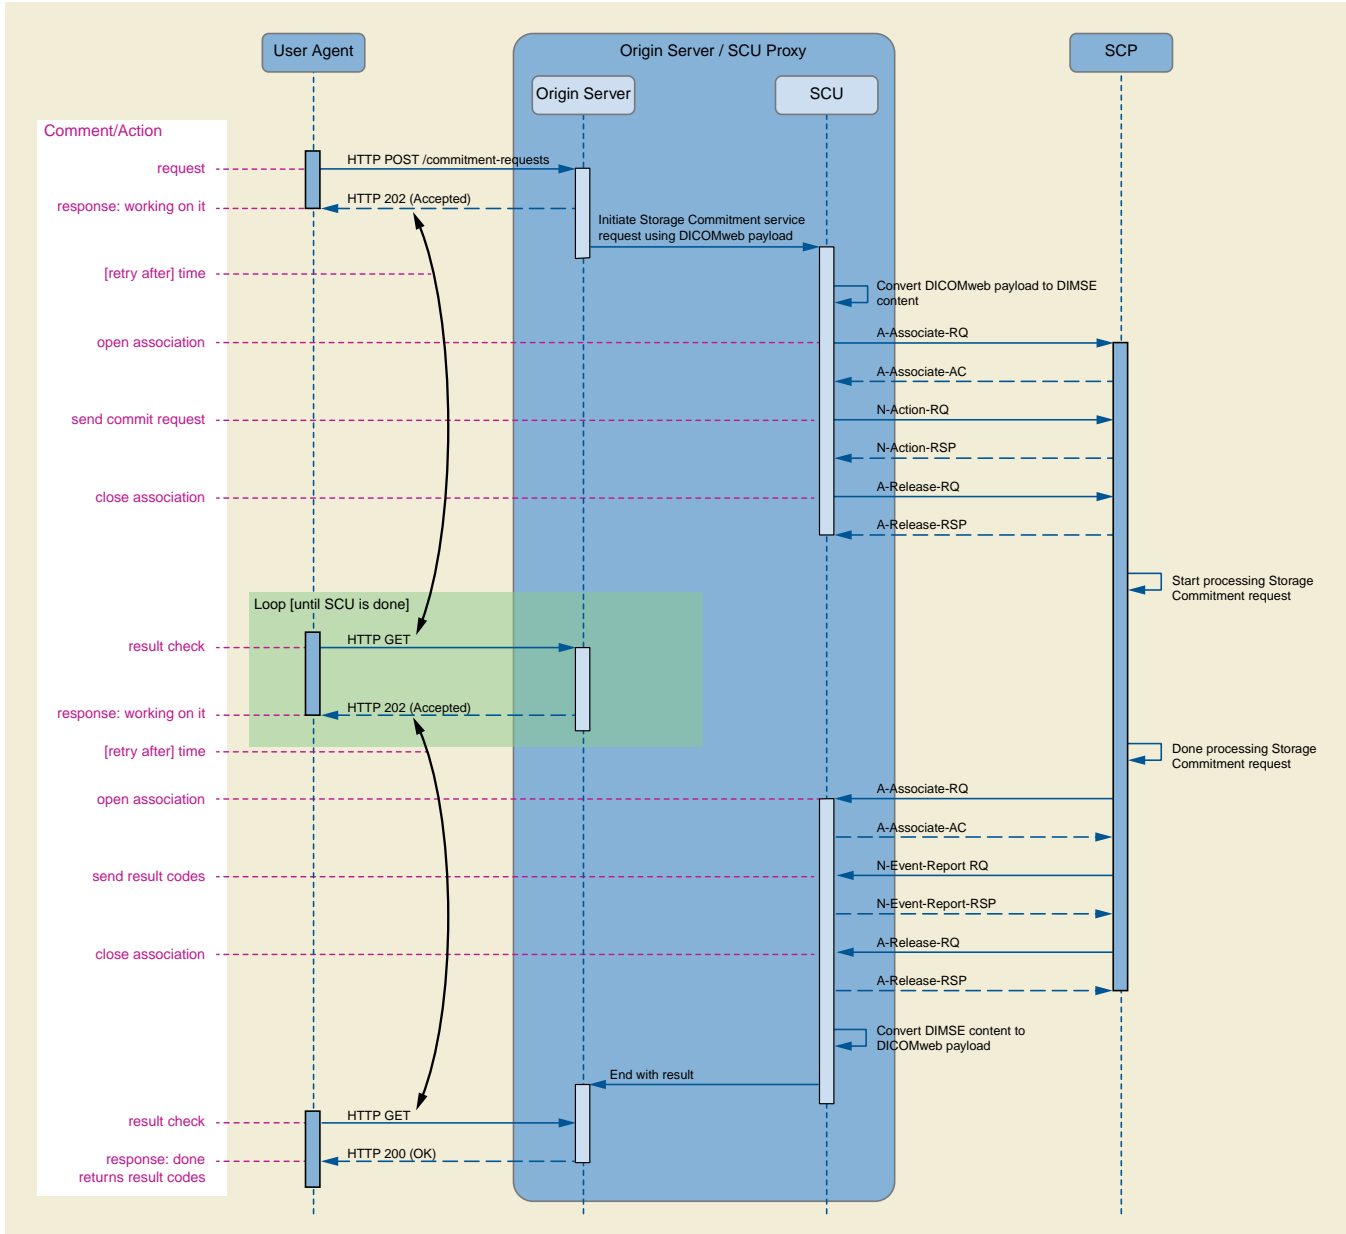 User Agent
Origin Server / SCU Proxy
SCP
Origin Server
SCU
Comment/Action
HTTP POST /commitment-requests
request
HTTP 202 (Accepted)
response: working on it
Initiate Storage Commitment service
request using DICOMweb payload
[retry after] time
Convert DICOMweb payload to DIMSE
content
A-Associate-RQ
open association
A-Associate-AC
N-Action-RQ
send commit request
N-Action-RSP
A-Release-RQ
close association
A-Release-RSP
Start processing Storage
Commitment request
Loop [until SCU is done]
HTTP GET
result check
HTTP 202 (Accepted)
response: working on it
[retry after] time
Done processing Storage
Commitment request
A-Associate-RQ
open association
A-Associate-AC
N-Event-Report RQ
send result codes
N-Event-Report-RSP
A-Release-RQ
close association
A-Release-RSP
Convert DIMSE content to
DICOMweb payload
End with result
HTTP GET
result check
HTTP 200 (OK)
response: done
returns result codes